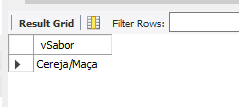 Result Grid Filter Rows:
vSabor
Cereja/Maça